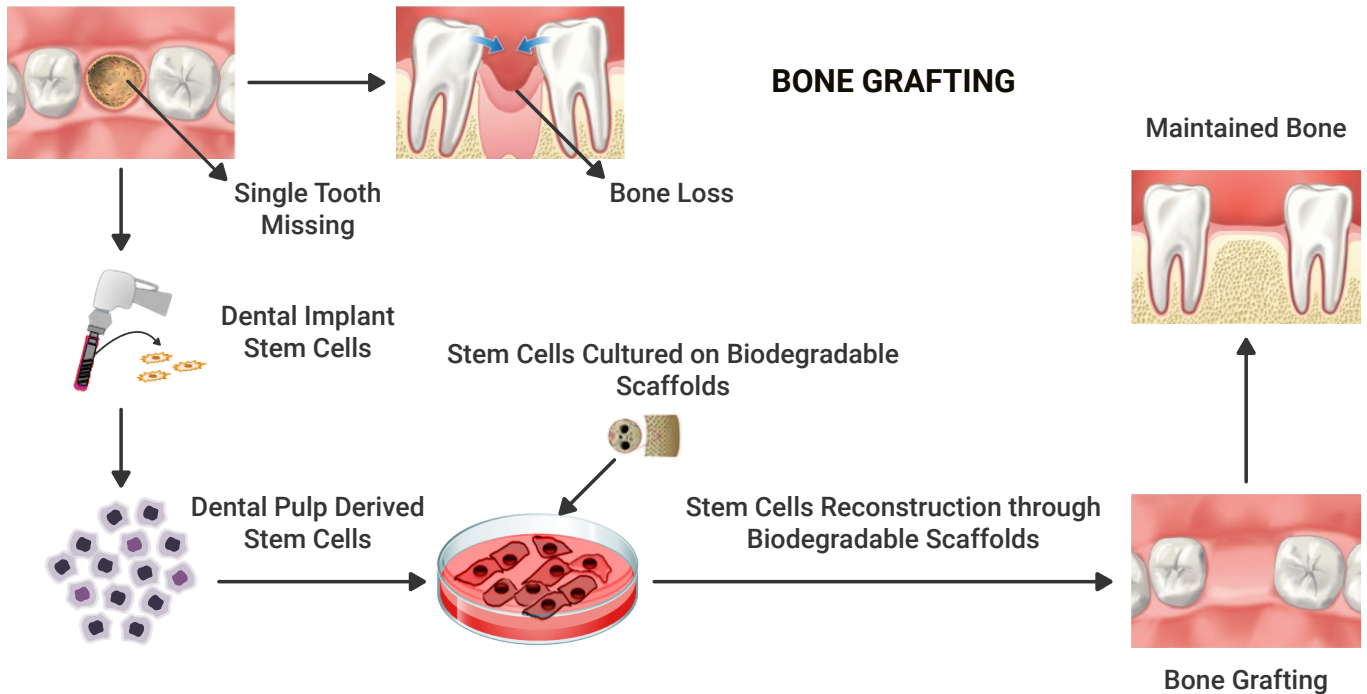 BONE GRAFTING
Maintained Bone
Single Tooth
Missing
Bone Loss
Dental Implant
Stem Cells
Stem Cells Cultured on Biodegradable
Scaffolds
Dental Pulp Derived
Stem Cells
Stem Cells Reconstruction through
Biodegradable Scaffolds
Bone Grafting